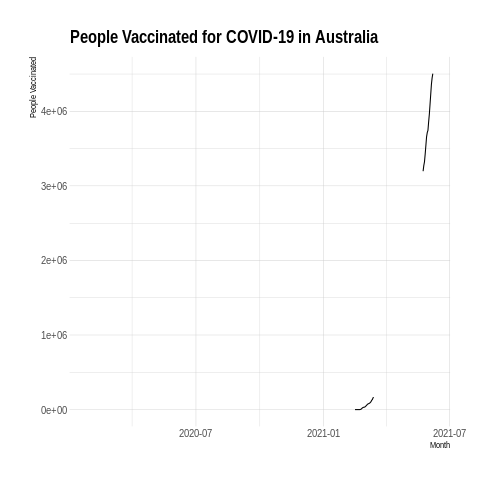 People Vaccinated for COVID-19 in Australia
People Vaccinated
4e+06
3e+06
2e+06
1e+06
0e+00
2020-07
2021-01
2021-07
Month